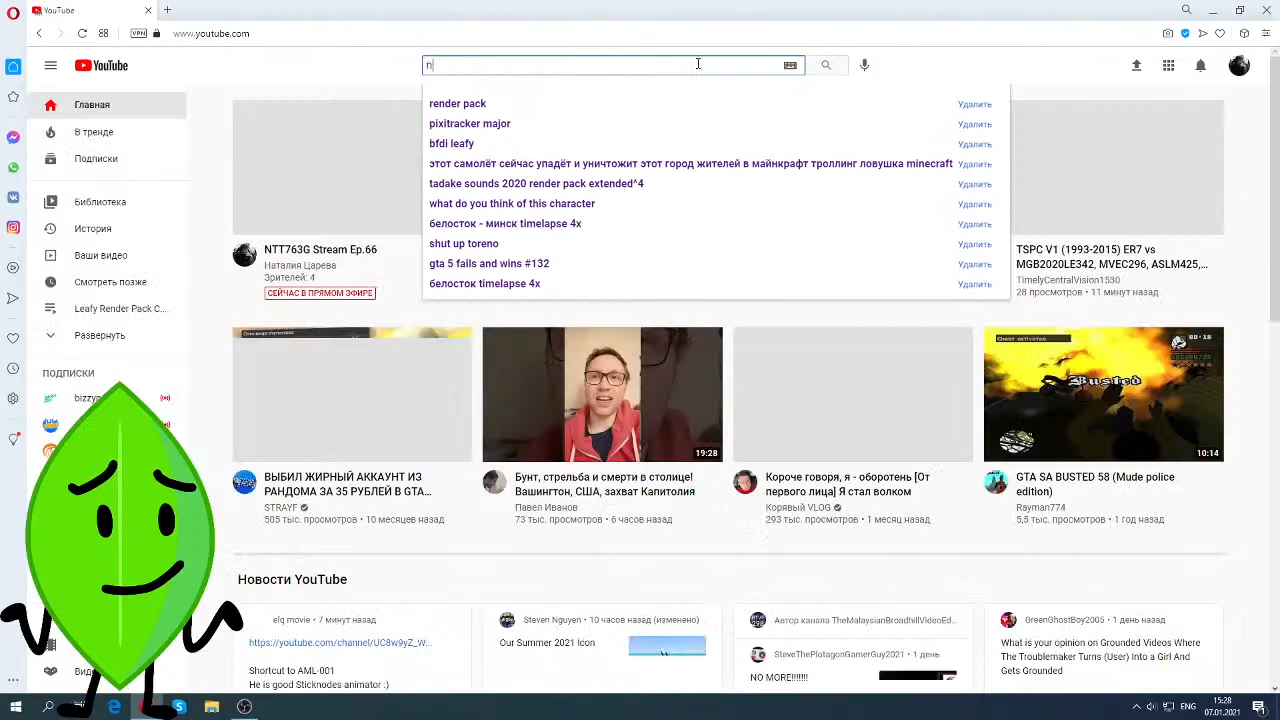 YouTube
VPN
www.youtube.com
YouTube
n
render pack
Удалить
pixitracker major
Удалить
bfdi leafy
Удалить
этот самолёт сейчас упадёт и уничтожит этот город жителей в майнкрафт троллинг ловушка minecraft
Удалить
tadake sounds 2020 render pack extended^4
Удалить
what do you think of this character
Удалить
белосток - минск timelapse 4x
Удалить
shut up toreno
Удалить
gta 5 fails and wins #132
Удалить
белосток timelapse 4x
Удалить
Главная
В тренде
Подписки
Библиотека
История
Ваши видео
Смотреть позже
Leafy Render Pack C...
Развернуть
ПОДПИСКИ
NTT763G Stream Ep.66
Наталия Царева
Зрителей: 4
СЕЙЧАС В ПРЯМОМ ЭФИРЕ
TSPC V1 (1993-2015) ER7 vs
MGB2020LE342, MVEC296, ASLM425,...
TimelyCentralVision1530
28 просмотров • 11 минут назад
19:28
Cheat activated.
Busted
10:14
ВЫБИЛ ЖИРНЫЙ АККАУНТ ИЗ
РАНДОМА ЗА 35 РУБЛЕЙ В GTA...
STRAYF
505 тыс. просмотров • 10 месяцев назад
Бунт, стрельба и смерти в столице!
Вашингтон, США, захват Капитолия
Павел Иванов
73 тыс. просмотров • 6 часов назад
Короче говоря, я - оборотень [От
первого лица] Я стал волком
Корявый VLOG
293 тыс. просмотров • 1 месяц назад
GTA SA BUSTED 58 (Mude police
edition)
Rayman774
5,5 тыс. просмотров • 1 год назад
Новости YouTube
elq movie • 7 минут назад
https://youtube.com/channel/UC8w9yZ_W...
Shortcut to AML-001
He is good Sticknodes animator :)
Steven Nguyen • 10 часов назад (изменено)
Our Summer 2021 icon
Автор канала TheMalaysianBroadhillVideoEd...
SteveThePlotagonGamerGuy2021 • 1 день
NO MORE!!!!!!!
GreenGhostBoy2005 • 1 день назад
What is your opinion on Grounded Videos Where
The Troublemaker Turns (User) Into a Girl And
Gets Grounded
ENG
15:28
07.01.2021